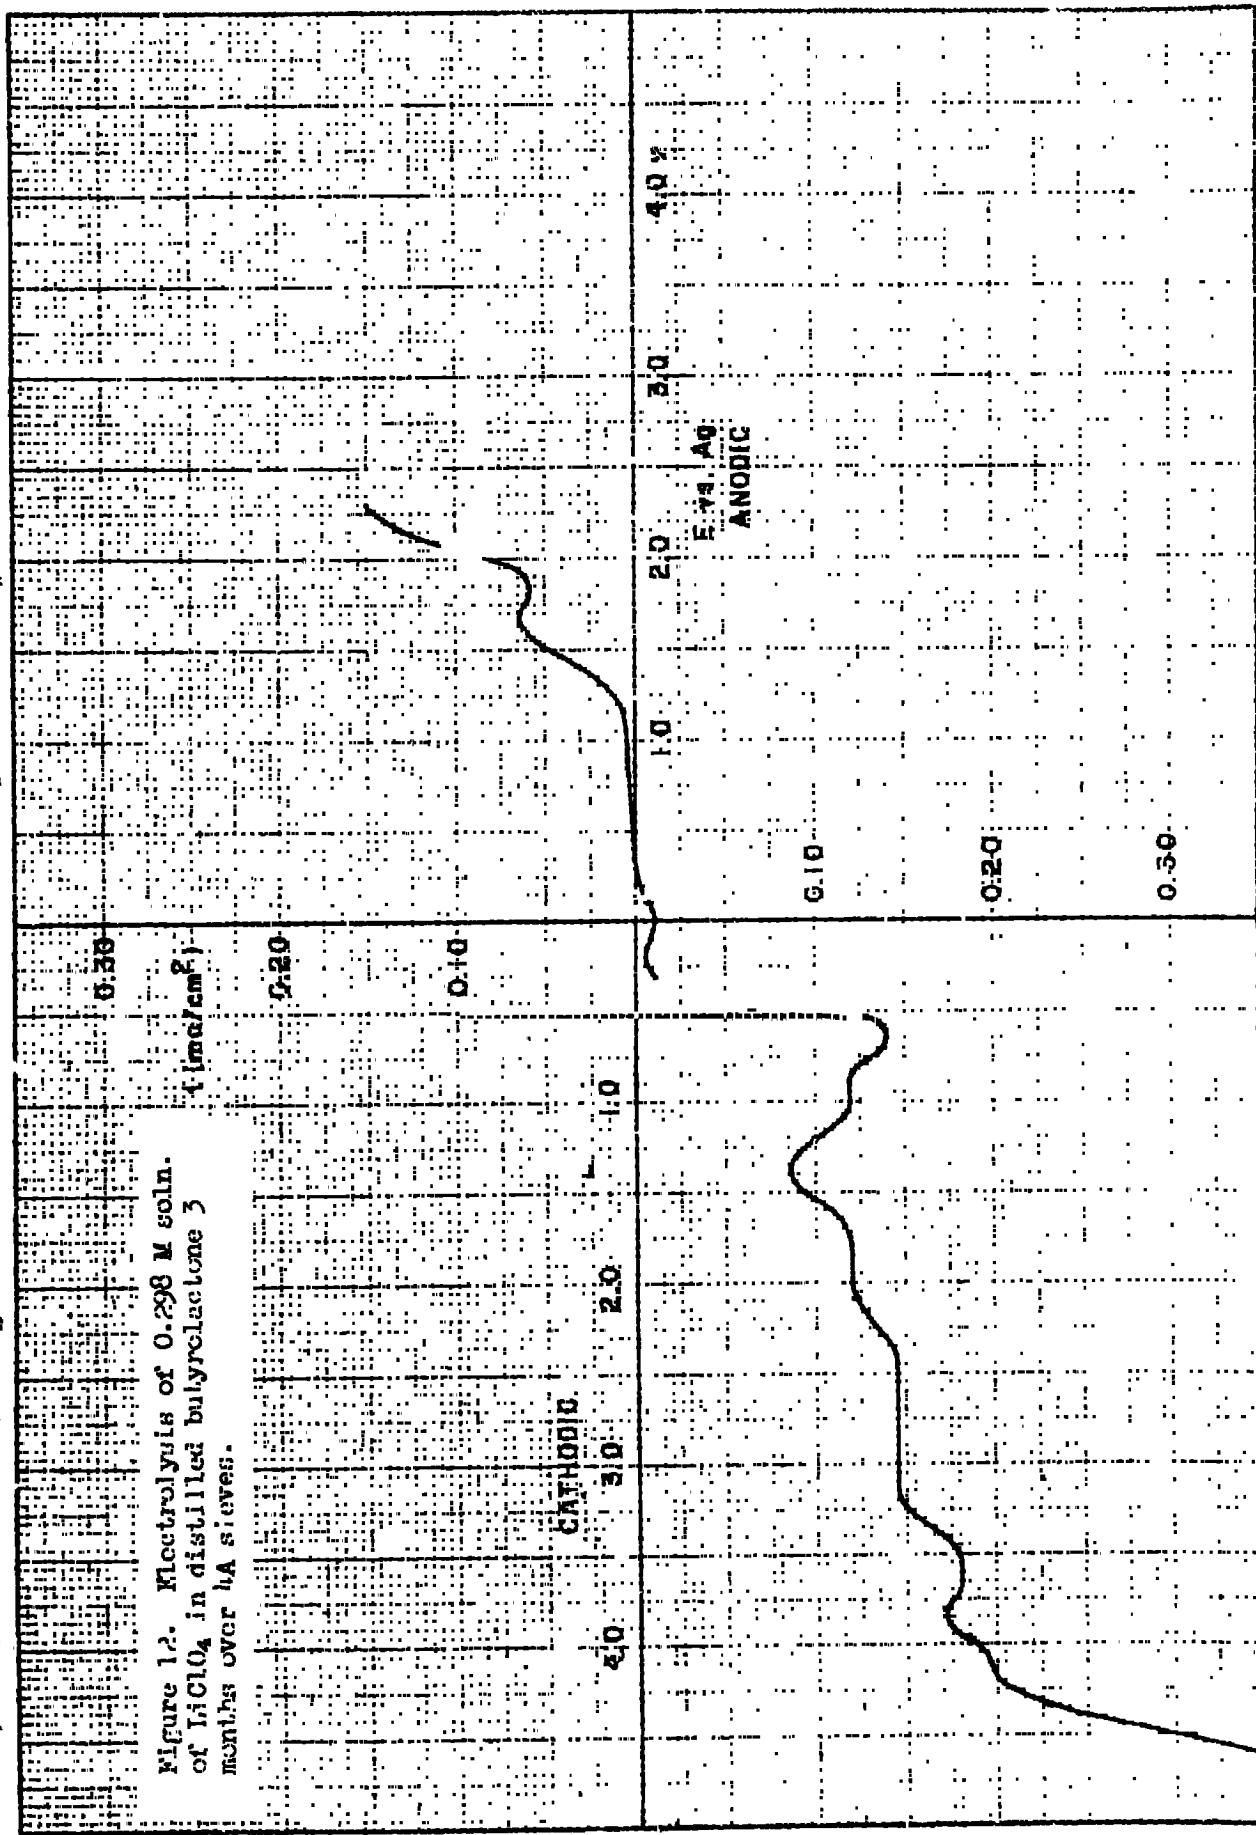 Figure 12. Electrolysis of 0.298 M soln.
of LiClO₄ in distilled butyrolactone 3
months over 4A sieves.
(ma/cm²)
0.30
0.20
0.10
CATHODIC
4.0
3.0
2.0
1.0
1.0
2.0
3.0
4.0 v
E vs. Ag
ANODIC
0.10
0.20
0.30